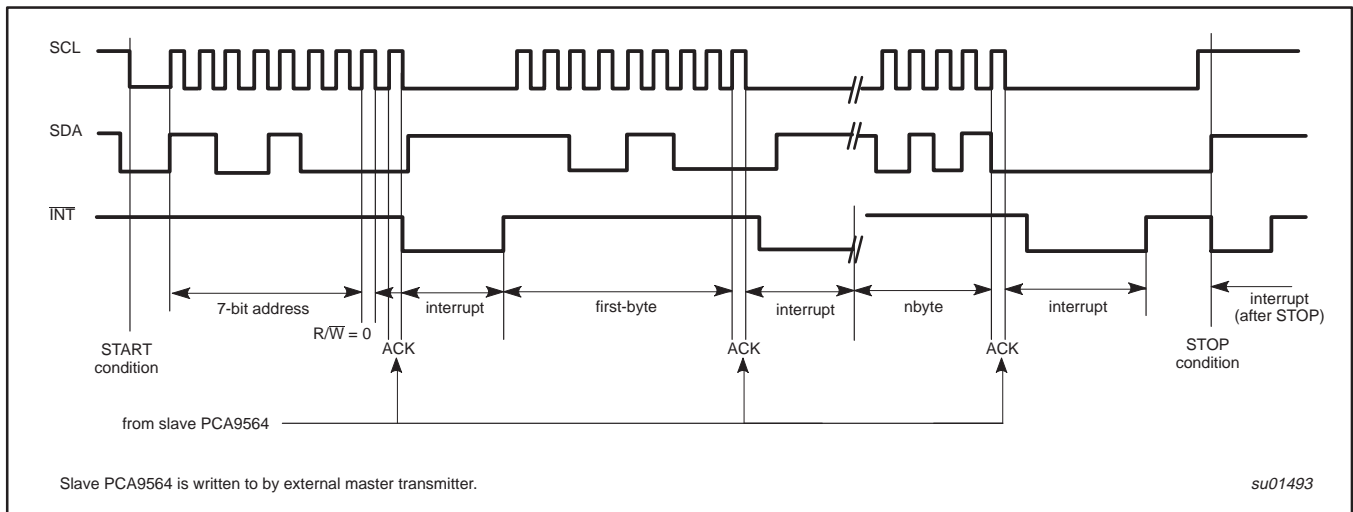 SCL
SDA
INT
7-bit address
interrupt
first-byte
interrupt
nbyte
interrupt
interrupt
(after STOP)
R/W = 0
START
condition
ACK
ACK
ACK
STOP
condition
from slave PCA9564
Slave PCA9564 is written to by external master transmitter.
su01493